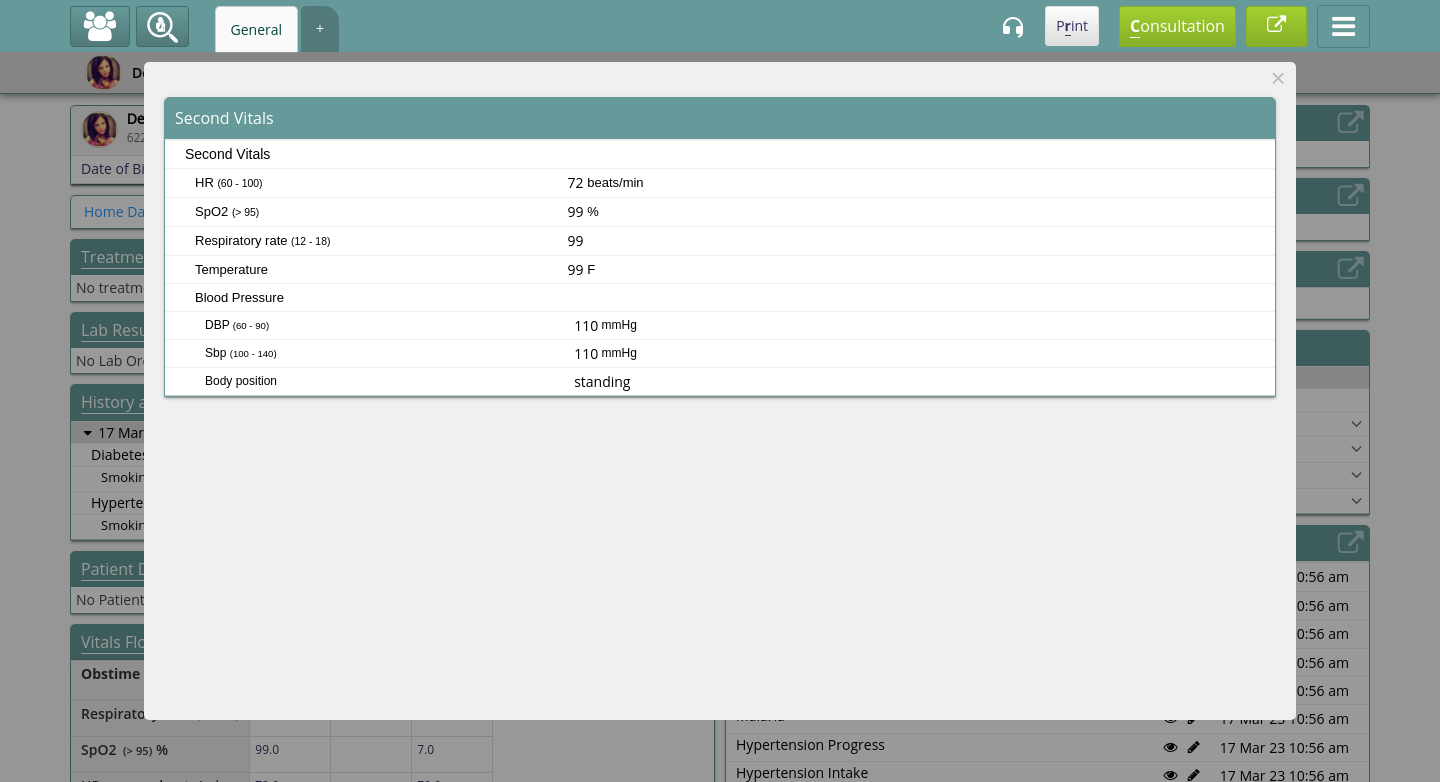 General
+
Print
Consultation
De
De
622
Date of Bi
Home Da
Treatme
No treatm
Lab Resu
No Lab Or
History a
17 Mar
Diabetes
Smokin
Hyperte
Smokin
Patient D
No Patient
Vitals Flo
Obstime
Respirato
SpO2 (> 95) % 99.0 7.0
×
Second Vitals
Second Vitals
HR (60 - 100) 72 beats/min
SpO2 (> 95) 99 %
Respiratory rate (12 - 18) 99
Temperature 99 F
Blood Pressure
DBP (60 - 90) 110 mmHg
Sbp (100 - 140) 110 mmHg
Body position standing
0:56 am
0:56 am
0:56 am
0:56 am
0:56 am
17 Mar 23 10:56 am
Hypertension Progress 17 Mar 23 10:56 am
Hypertension Intake 17 Mar 23 10:56 am